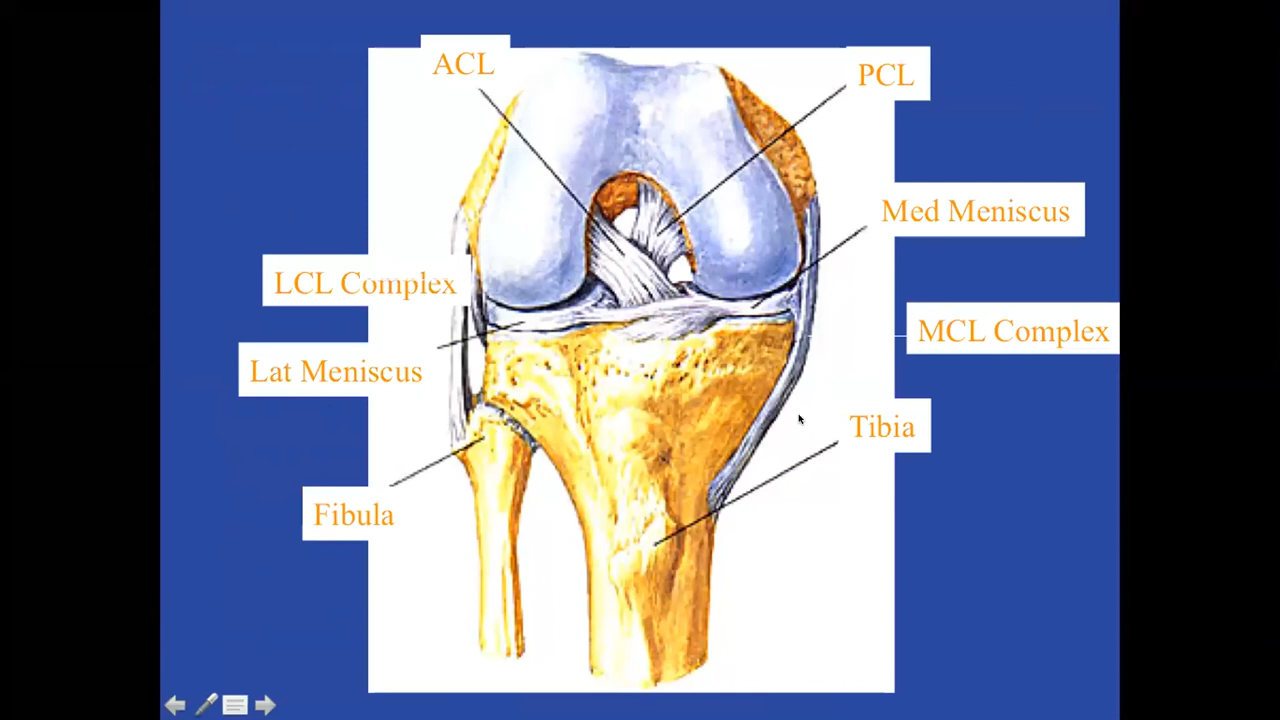 ACL
PCL
Med Meniscus
LCL Complex
MCL Complex
Lat Meniscus
Tibia
Fibula